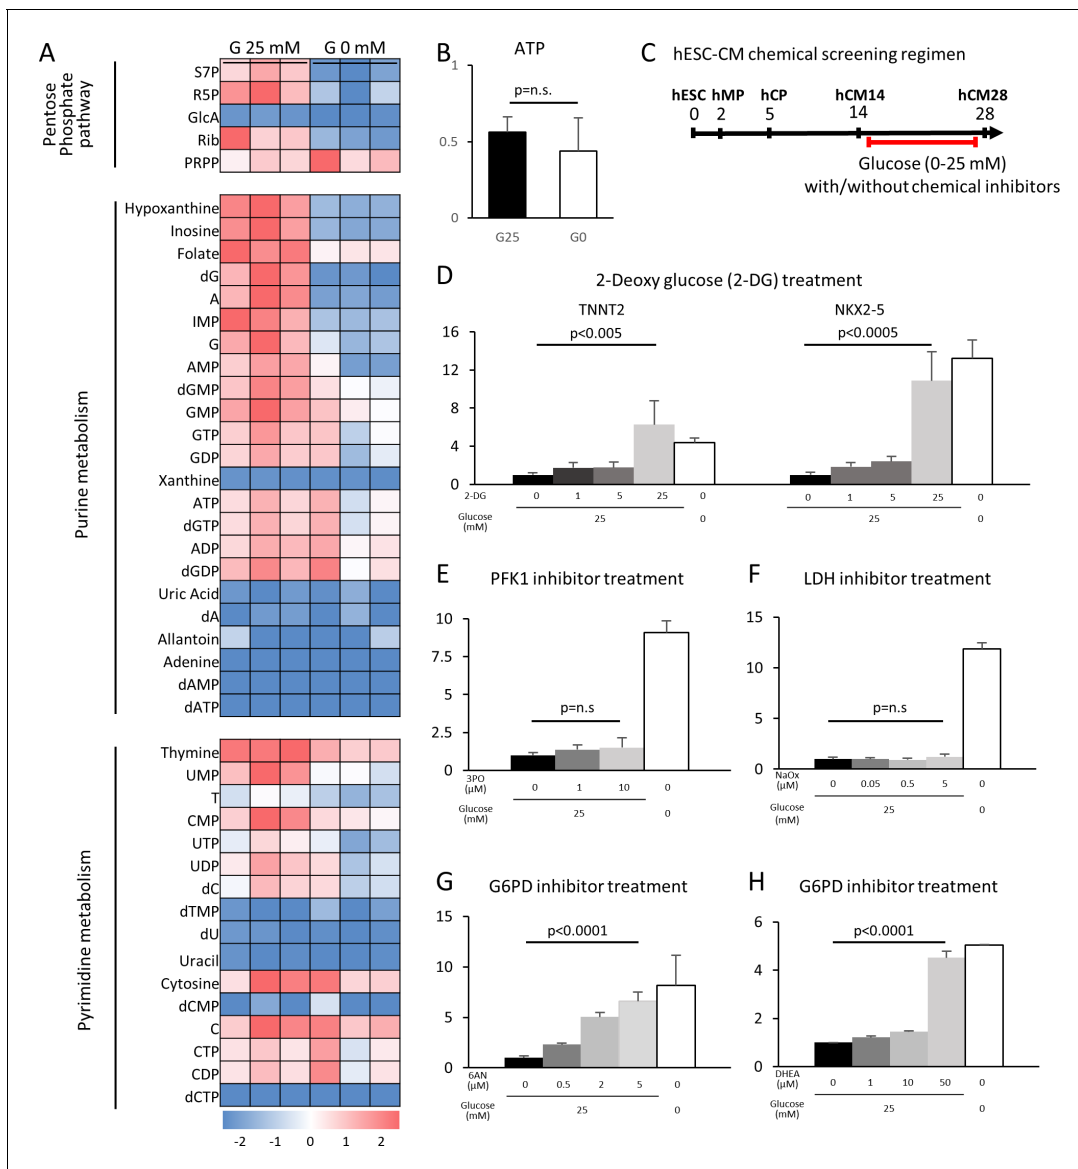 A
G 25 mM G 0 mM
Pentose
Phosphate
pathway
S7P
R5P
GlcA
Rib
PRPP
Purine metabolism
Hypoxanthine
Inosine
Folate
dG
A
IMP
G
AMP
dGMP
GMP
GTP
GDP
Xanthine
ATP
dGTP
ADP
dGDP
Uric Acid
dA
Allantoin
Adenine
dAMP
dATP
Pyrimidine metabolism
Thymine
UMP
T
CMP
UTP
UDP
dC
dTMP
dU
Uracil
Cytosine
dCMP
C
CTP
CDP
dCTP
-2 -1 0 1 2
B
ATP
1
p=n.s.
0.5
0
G25 G0
C
hESC-CM chemical screening regimen
hESC hMP hCP hCM14 hCM28
0 2 5 14 28
Glucose (0-25 mM)
with/without chemical inhibitors
D
2-Deoxy glucose (2-DG) treatment
TNNT2 NKX2-5
16
p<0.005 p<0.0005
12
8
4
0
2-DG 0 1 5 25 0 0 1 5 25 0
Glucose
(mM)
25 0 25 0
E
PFK1 inhibitor treatment
10
7.5
5
p=n.s
2.5
0
3PO
(µM)
0 1 10 0
Glucose
(mM)
25 0
F
LDH inhibitor treatment
15
10
5
p=n.s
0
NaOx
(µM)
0 0.05 0.5 5 0
Glucose
(mM)
25 0
G
G6PD inhibitor treatment
15
p<0.0001
10
5
0
6AN
(µM)
0 0.5 2 5 0
Glucose
(mM)
25 0
H
G6PD inhibitor treatment
6
p<0.0001
4
2
0
DHEA
(µM)
0 1 10 50 0
Glucose
(mM)
25 0